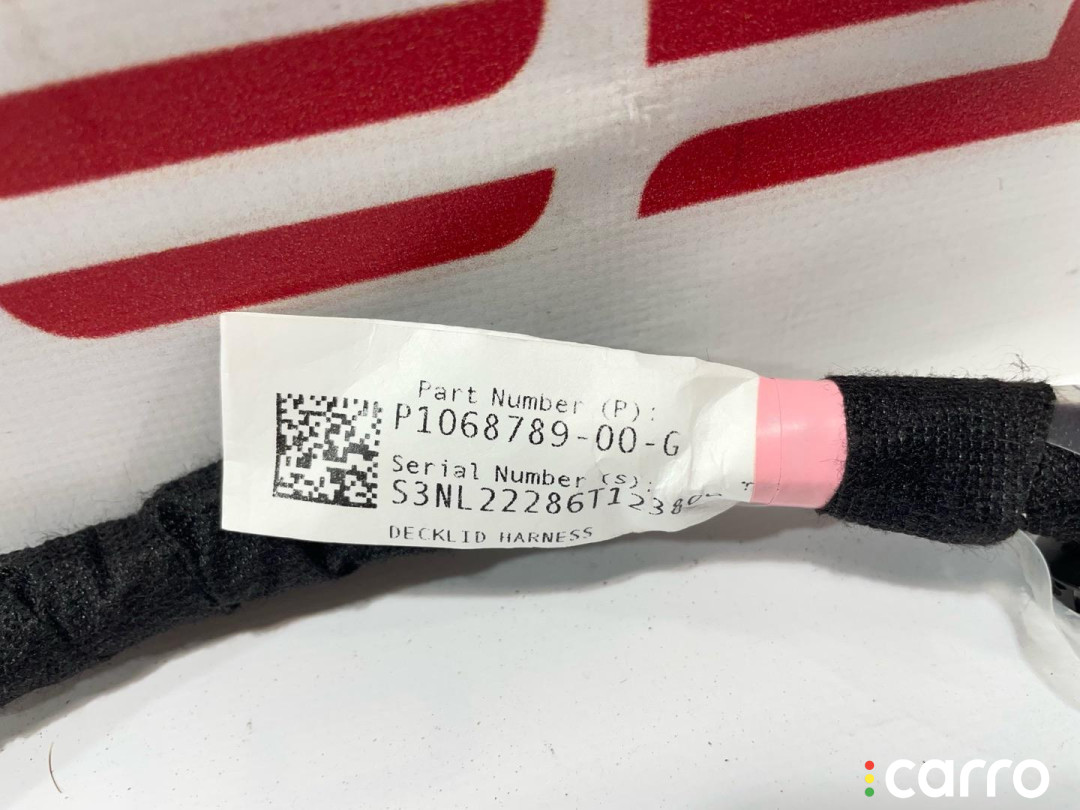 Part Number (P):
P1068789-00-G
Serial Number (s):
DECKLID HARNESS
carro